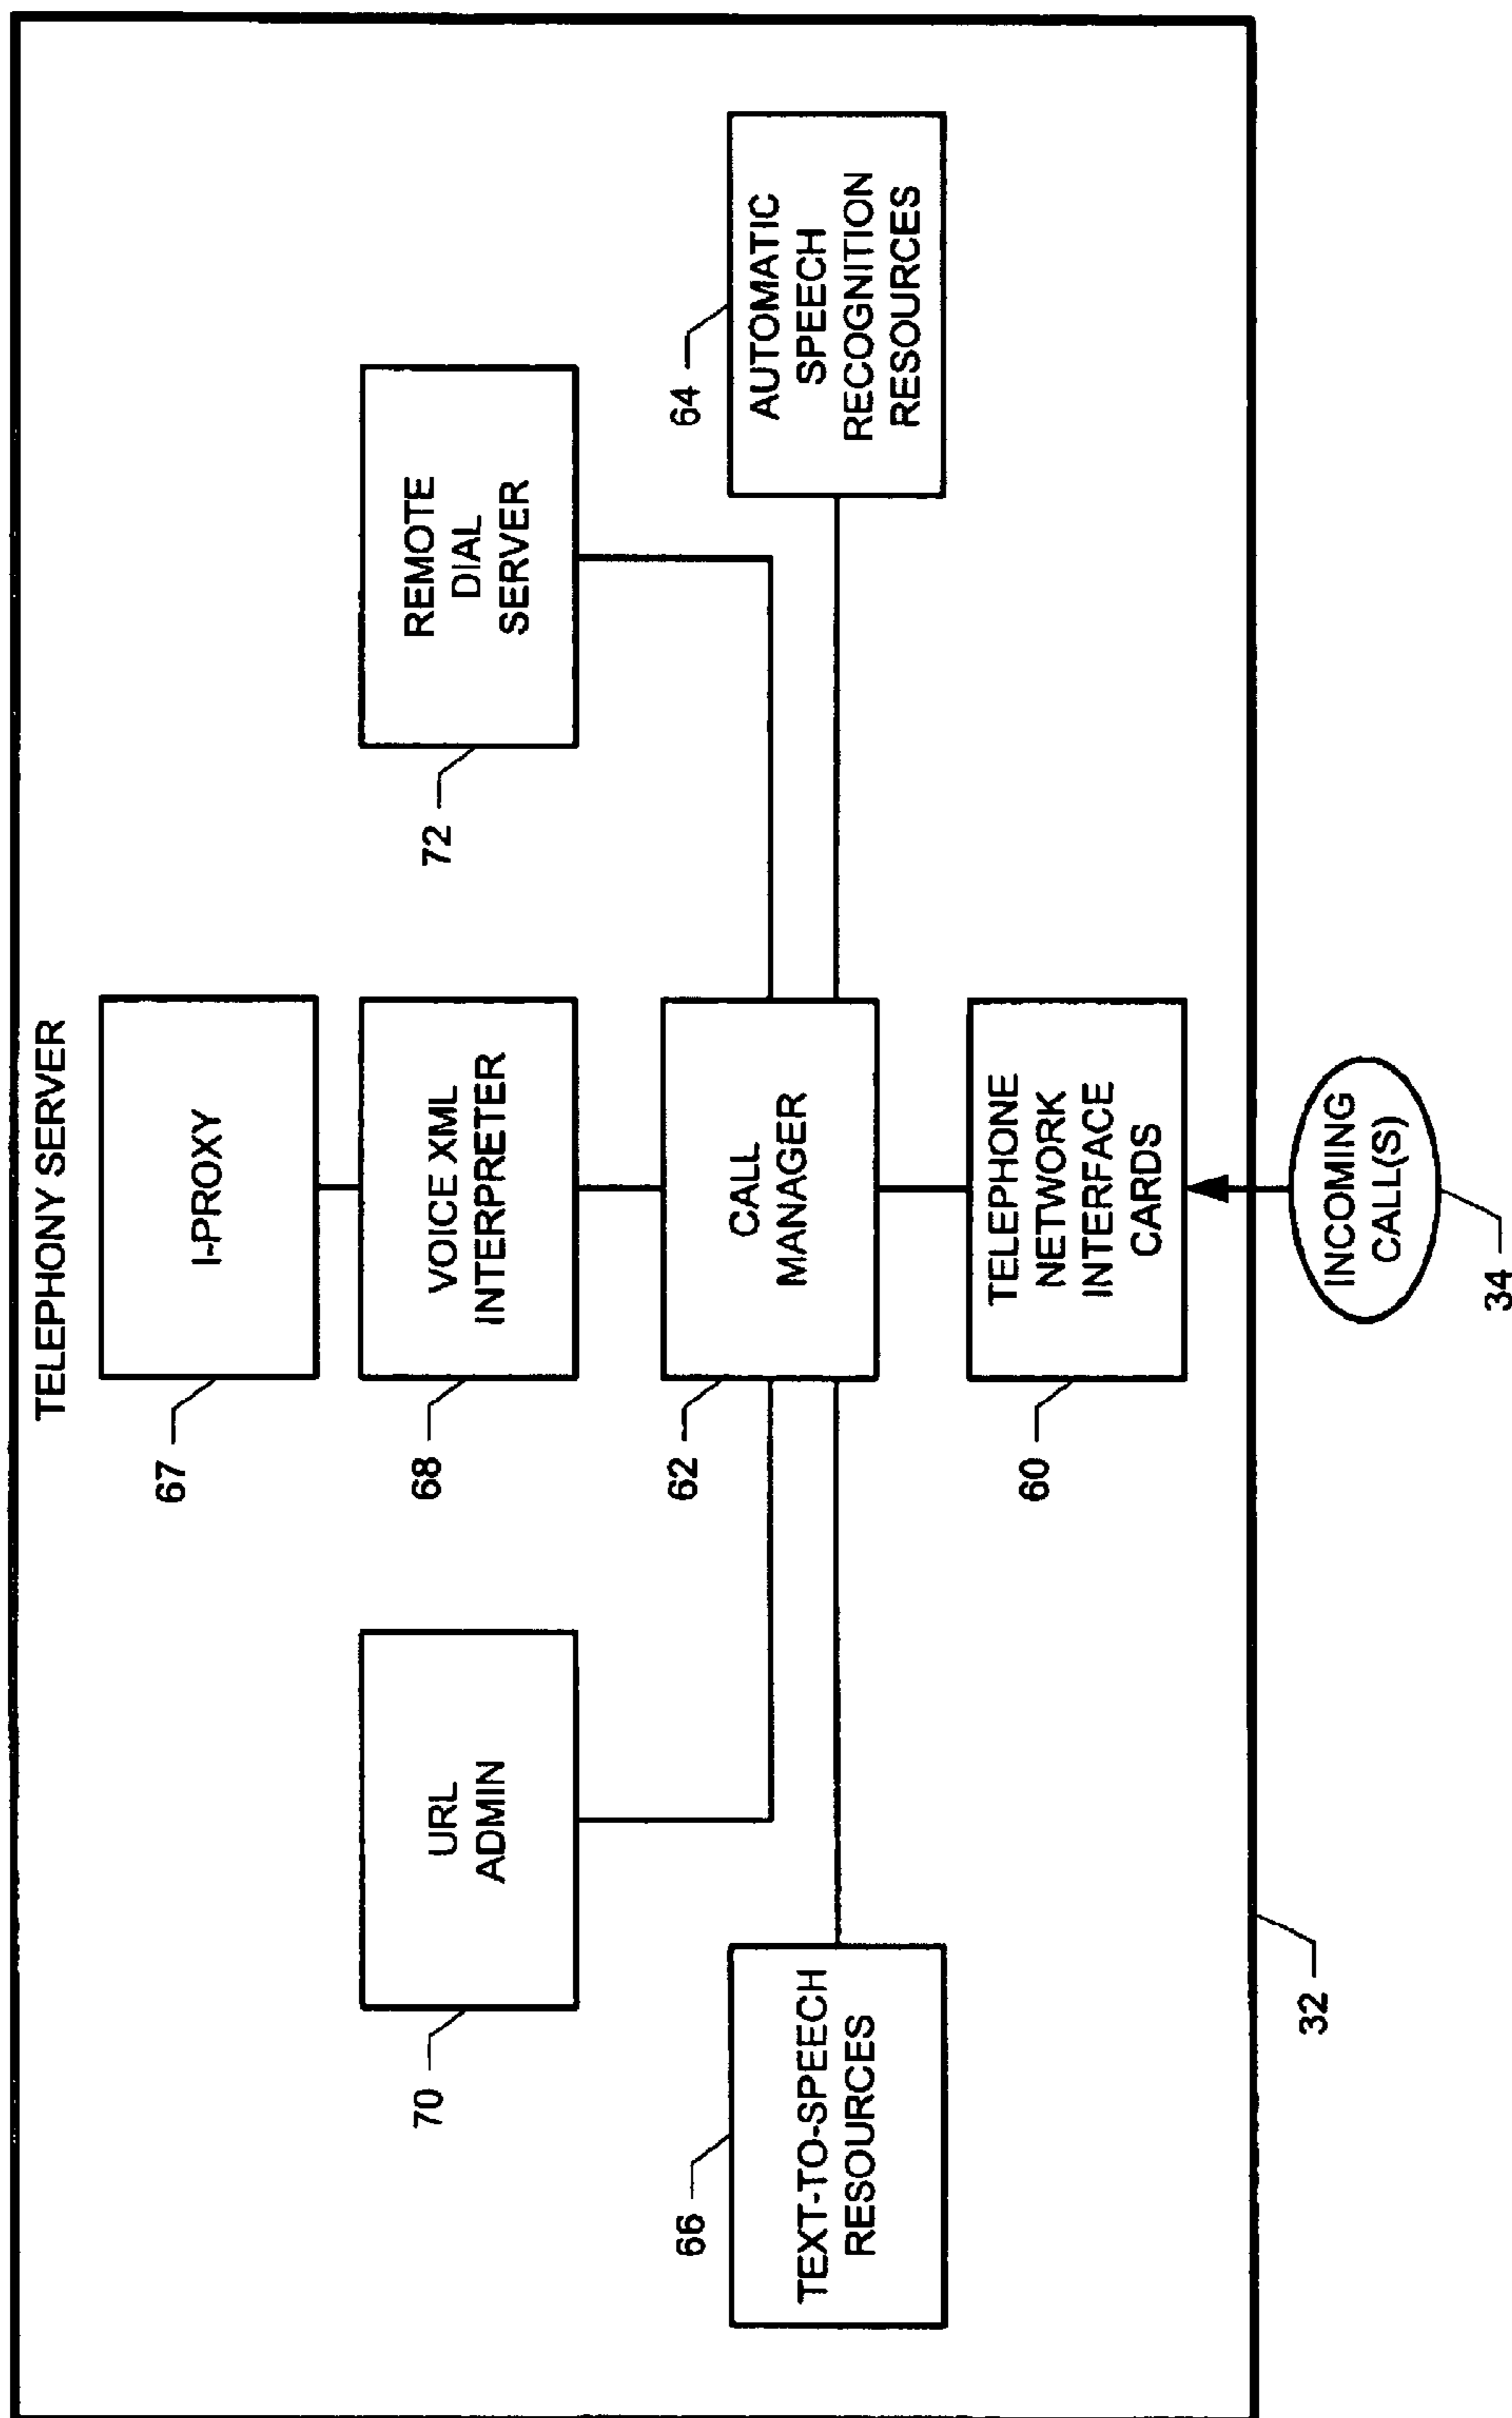 TELEPHONY SERVER
I-PROXY
67
URL
ADMIN
70
VOICE XML
INTERPRETER
68
REMOTE
DIAL
SERVER
72
TEXT-TO-SPEECH
RESOURCES
66
CALL
MANAGER
62
AUTOMATIC
SPEECH
RECOGNITION
RESOURCES
64
TELEPHONE
NETWORK
INTERFACE
CARDS
60
INCOMING
CALL(S)
34
32